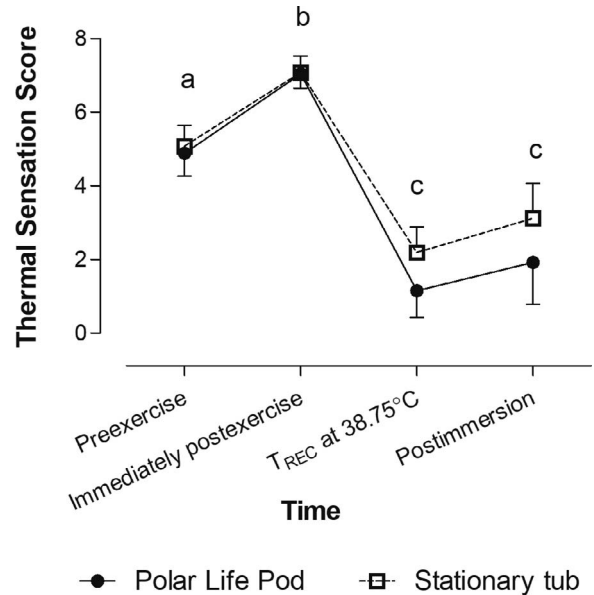 Thermal Sensation Score
8
6
4
2
0
a
b
c
c
Preexercise
Immediately postexercise
T_REC at 38.75°C
Postimmersion
Time
Polar Life Pod
Stationary tub